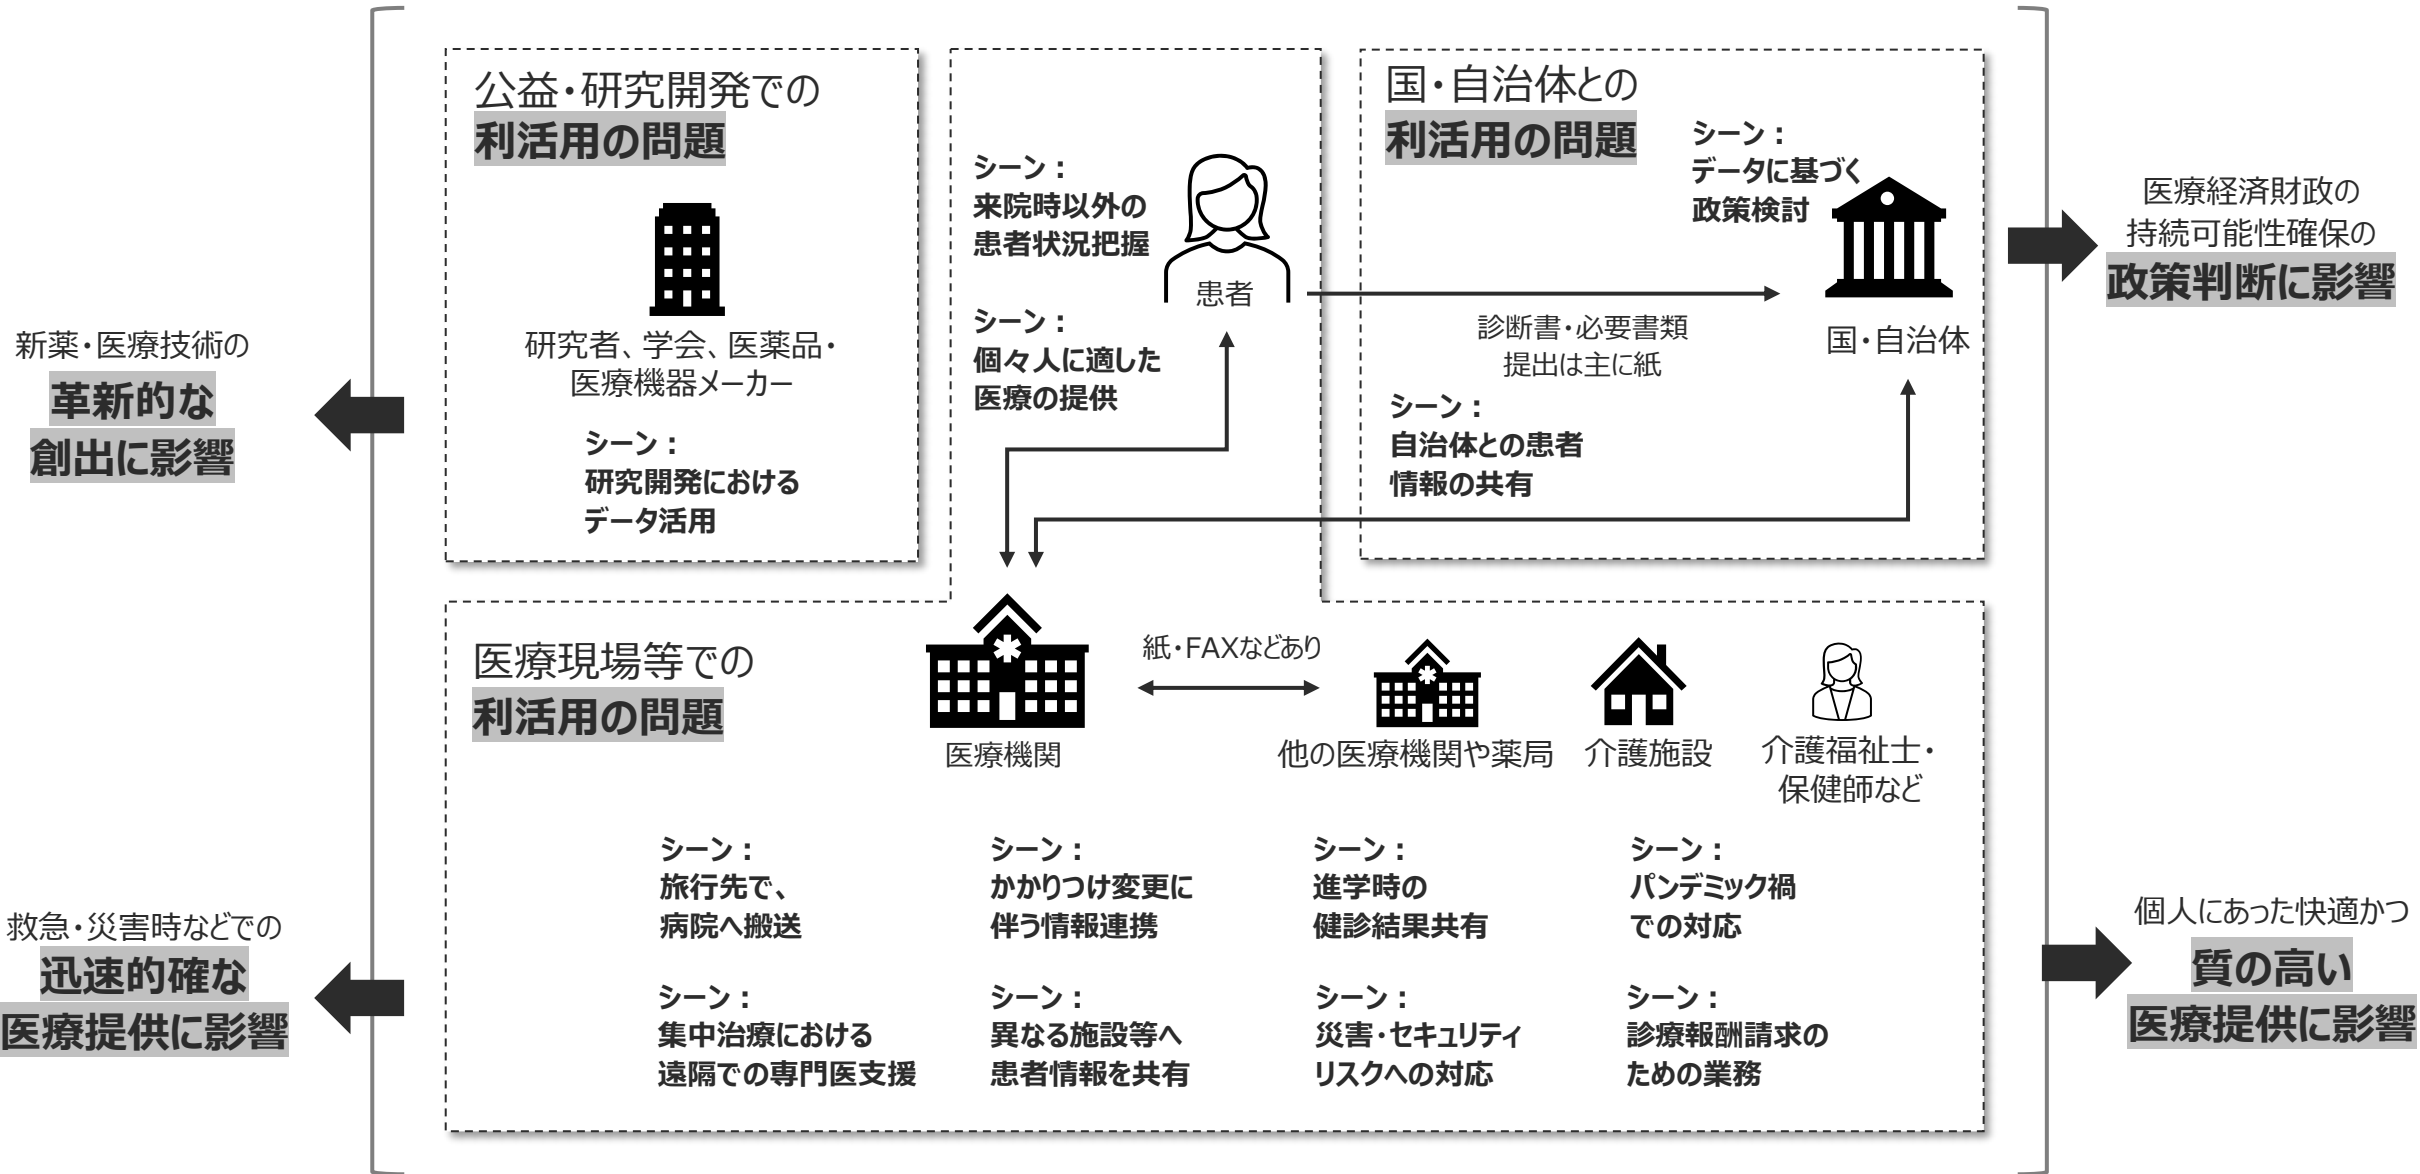 公益・研究開発での
利活用の問題
研究者、学会、医薬品・
医療機器メーカー
シーン：
研究開発における
データ活用
シーン：
来院時以外の
患者状況把握
患者
シーン：
個々人に適した
医療の提供
国・自治体との
利活用の問題
シーン：
データに基づく
政策検討
国・自治体
診断書・必要書類
提出は主に紙
シーン：
自治体との患者
情報の共有
医療経済財政の
持続可能性確保の
政策判断に影響
新薬・医療技術の
革新的な
創出に影響
医療現場等での
利活用の問題
医療機関
紙・FAXなどあり
他の医療機関や薬局
介護施設
介護福祉士・
保健師など
シーン：
旅行先で、
病院へ搬送
シーン：
かかりつけ変更に
伴う情報連携
シーン：
進学時の
健診結果共有
シーン：
パンデミック禍
での対応
シーン：
集中治療における
遠隔での専門医支援
シーン：
異なる施設等へ
患者情報を共有
シーン：
災害・セキュリティ
リスクへの対応
シーン：
診療報酬請求の
ための業務
救急・災害時などでの
迅速的確な
医療提供に影響
個人にあった快適かつ
質の高い
医療提供に影響